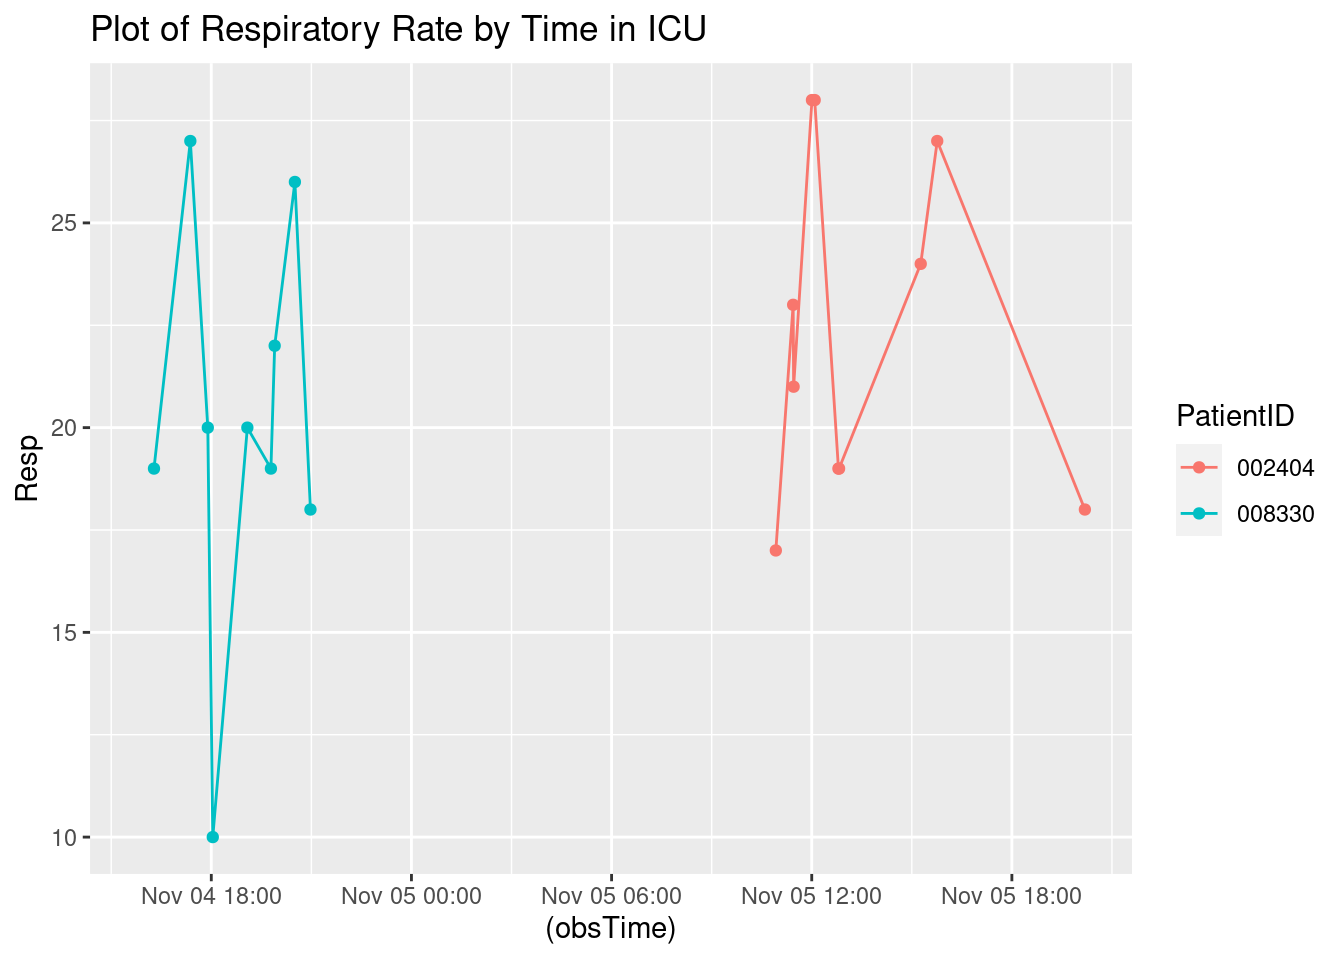 Plot of Respiratory Rate by Time in ICU
25
20
15
10
Resp
Nov 04 18:00
Nov 05 00:00
Nov 05 06:00
Nov 05 12:00
Nov 05 18:00
(obsTime)
PatientID
002404
008330